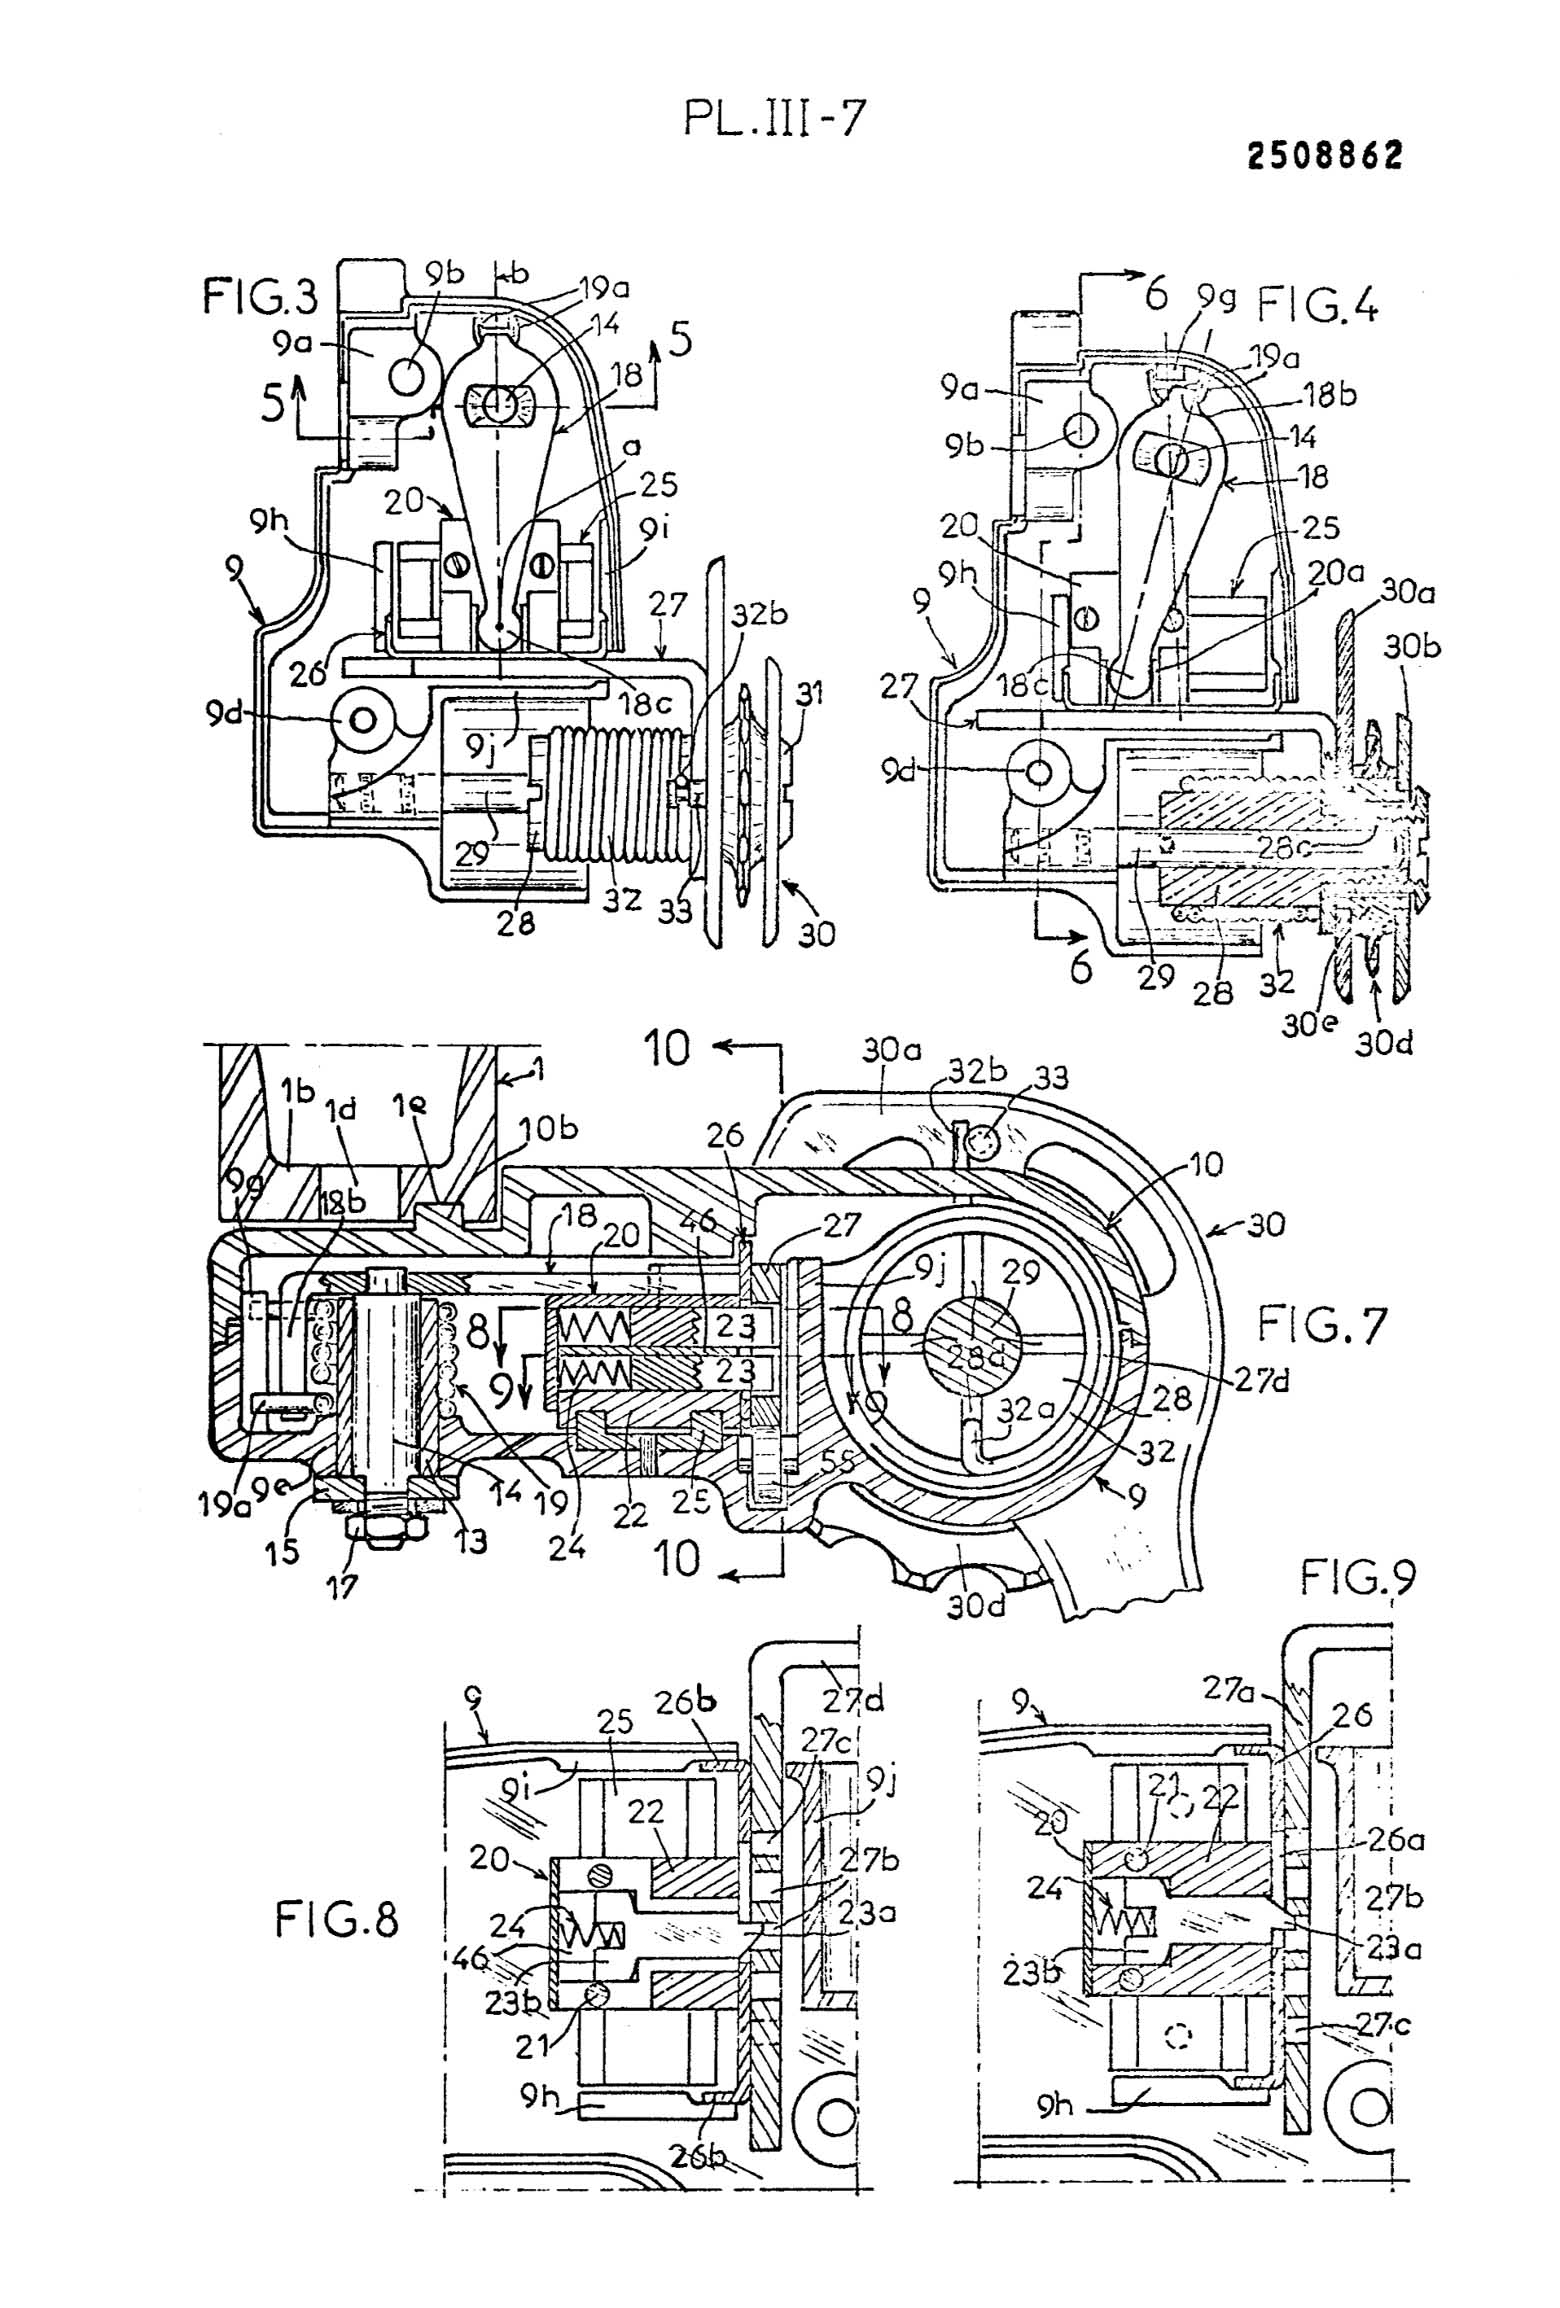 PL.III-7
2508862
FIG.3
9b
b
19a
14
5
9a
18
5
a
20
25
9h
9i
9
27
32b
26
18c
9d
31
9j
29
28
32
33
30
6
9g
FIG.4
19a
9a
18b
14
9b
18
20
25
9h
20a
30a
9
30b
18c
27
9d
28c
6
29
28
32
30e
30d
10
30a
32b
33
1
1b
1d
1e
10b
26
10
9g
18b
18
20
46
27
30
9j
29
8
23
8
FIG.7
28d
9
23
27d
28
32a
32
55
19a
9e
14
19
22
25
9
15
13
24
10
17
30d
FIG.9
27d
27a
9
26b
9
26
25
27c
9i
9j
21
22
22
20
26a
20
27b
24
27b
FIG.8
24
23a
23a
46
23b
23b
21
27c
9h
9h
26b